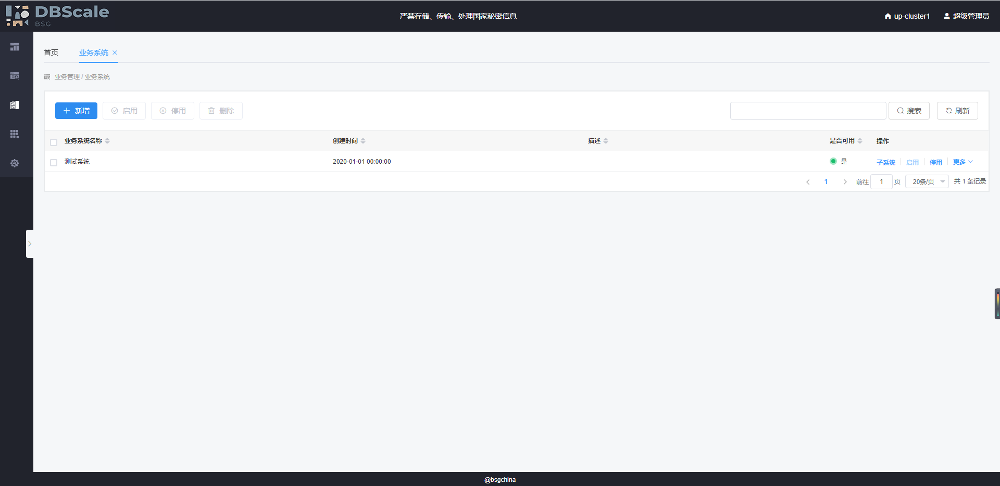 DBScale
BSG
严禁存储、传输、处理国家秘密信息
up-cluster1
超级管理员
首页
业务系统
业务管理 / 业务系统
新增
启用
停用
删除
搜索
刷新
业务系统名称
创建时间
描述
是否可用
操作
测试系统
2020-01-01 00:00:00
是
子系统
启用
停用
更多
1
前往 1 页
20条/页
共 1 条记录
@bsgchina